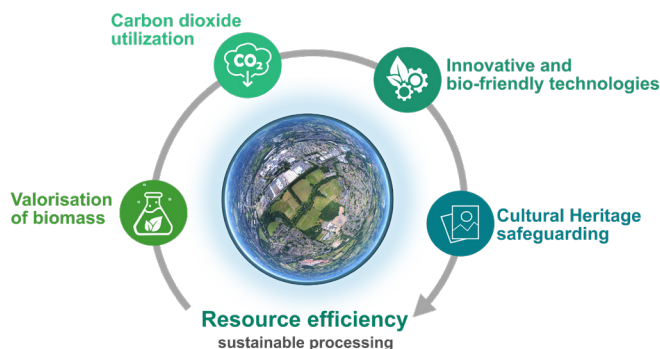 Carbon dioxide
utilization
CO₂
Innovative and
bio-friendly technologies
Valorisation
of biomass
Cultural Heritage
safeguarding
Resource efficiency
sustainable processing